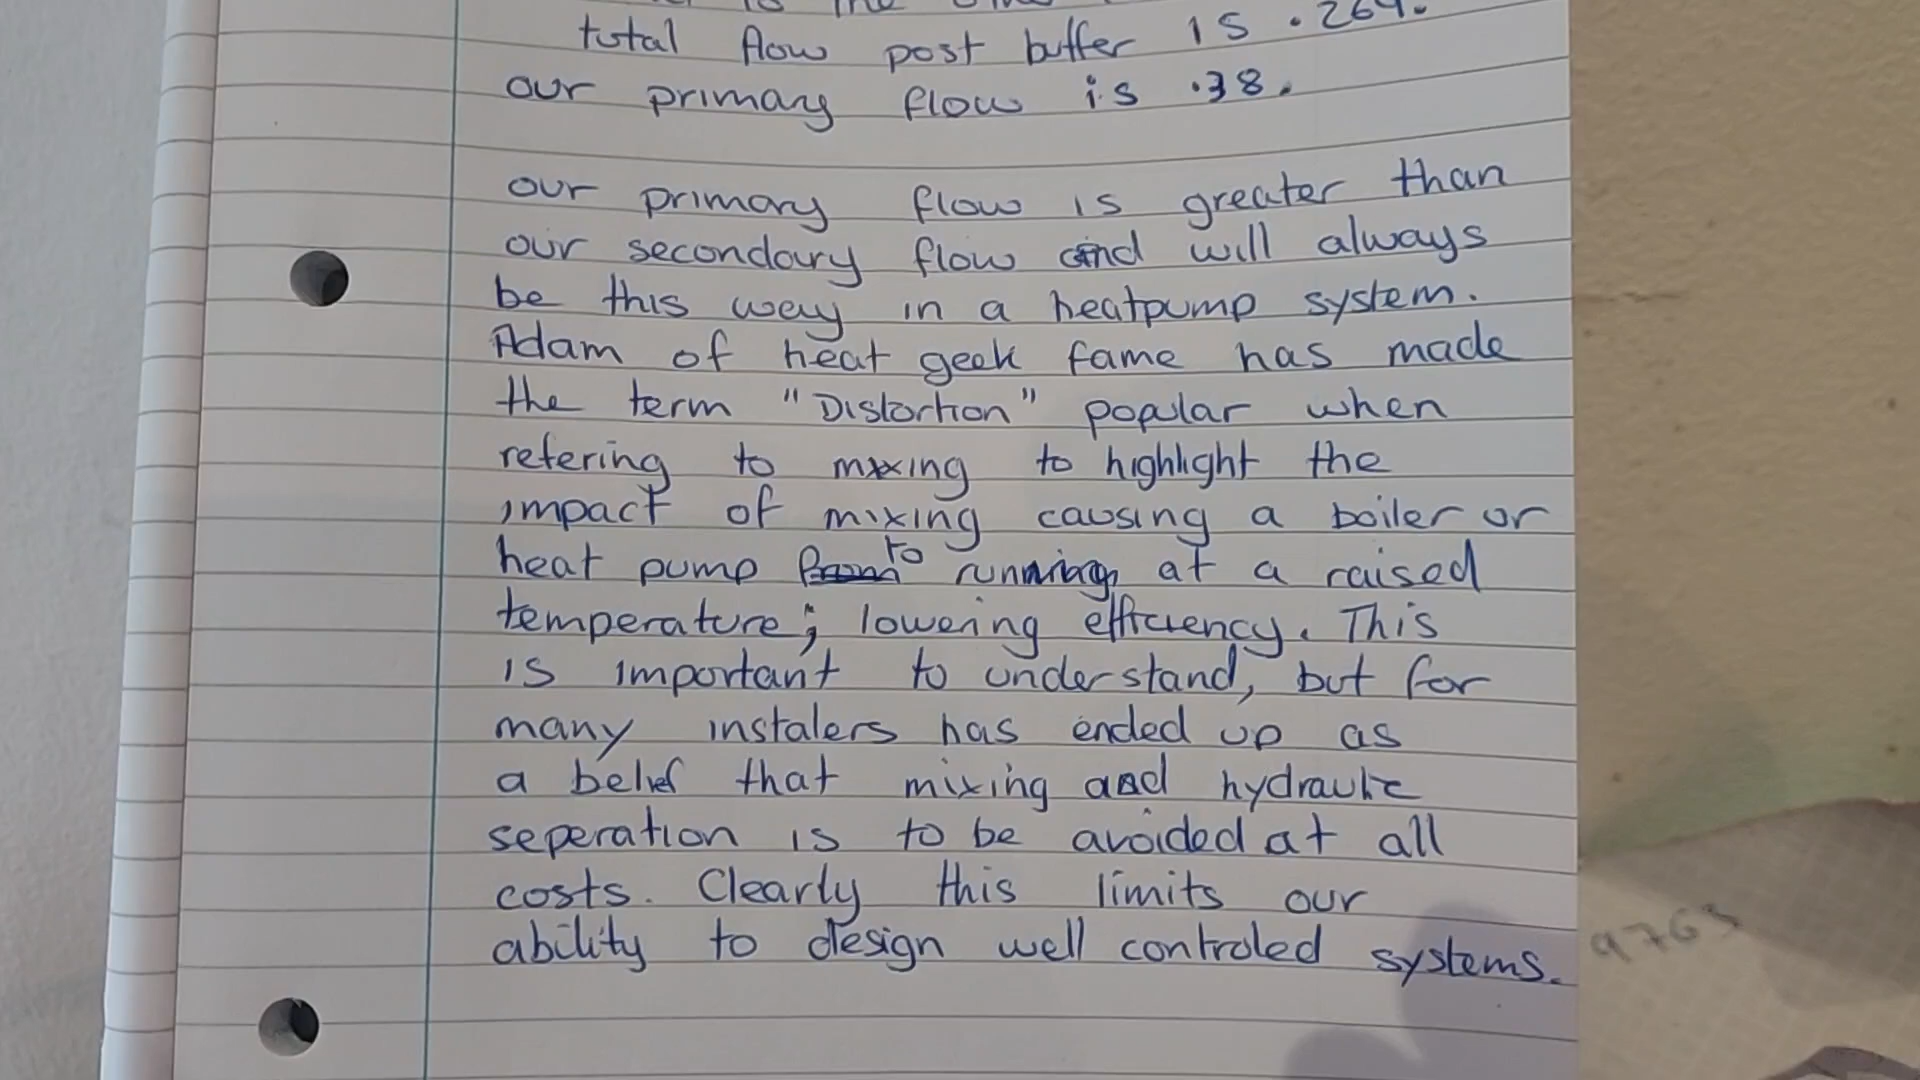 total flow post buffer is .264.
our primary flow is .38.
our primary flow is greater than
our secondary flow and will always
be this way in a heatpump system.
Adam of heat geek fame has made
the term "Distortion" popular when
refering to mixing to highlight the
impact of mixing causing a boiler or
heat pump to running at a raised
temperature; lowering efficiency. This
is important to understand, but for
many instalers has ended up as
a belief that mixing and hydraulic
seperation is to be avoided at all
costs. Clearly this limits our
ability to design well controled systems.
9763